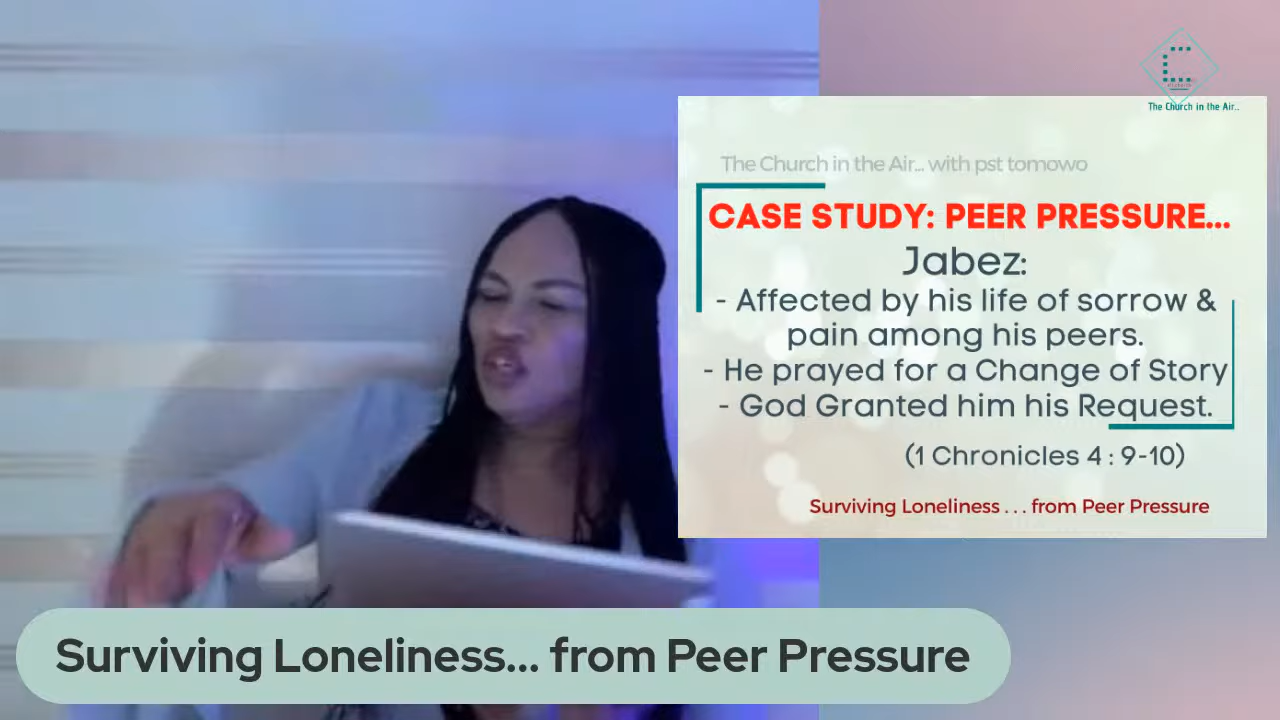 The Church in the Air..
The Church in the Air... with pst tomowo
CASE STUDY: PEER PRESSURE...
Jabez:
- Affected by his life of sorrow &
pain among his peers.
- He prayed for a Change of Story
- God Granted him his Request.
(1 Chronicles 4 : 9-10)
Surviving Loneliness . . . from Peer Pressure
Surviving Loneliness... from Peer Pressure